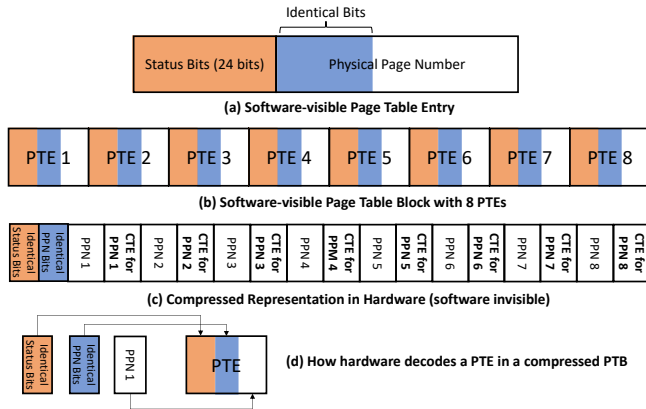 Identical Bits
Status Bits (24 bits)
Physical Page Number
(a) Software-visible Page Table Entry
PTE 1
PTE 2
PTE 3
PTE 4
PTE 5
PTE 6
PTE 7
PTE 8
(b) Software-visible Page Table Block with 8 PTEs
Identical
Status Bits
Identical
PPN Bits
PPN 1
CTE for
PPN 1
PPN 2
CTE for
PPN 2
PPN 3
CTE for
PPN 3
PPN 4
CTE for
PPM 4
PPN 5
CTE for
PPN 5
PPN 6
CTE for
PPN 6
PPN 7
CTE for
PPN 7
PPN 8
CTE for
PPN 8
(c) Compressed Representation in Hardware (software invisible)
Identical
Status Bits
Identical
PPN Bits
PPN 1
PTE
(d) How hardware decodes a PTE in a compressed PTB